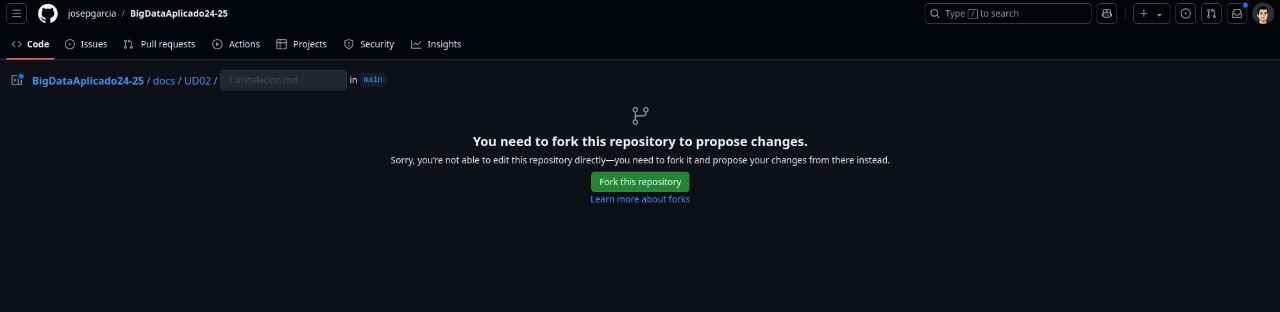 josepgarcia / BigDataAplicado24-25
Type / to search
Code Issues Pull requests Actions Projects Security Insights
BigDataAplicado24-25 / docs / UD02 / 1.instalacion.md in main
You need to fork this repository to propose changes.
Sorry, you're not able to edit this repository directly—you need to fork it and propose your changes from there instead.
Fork this repository
Learn more about forks